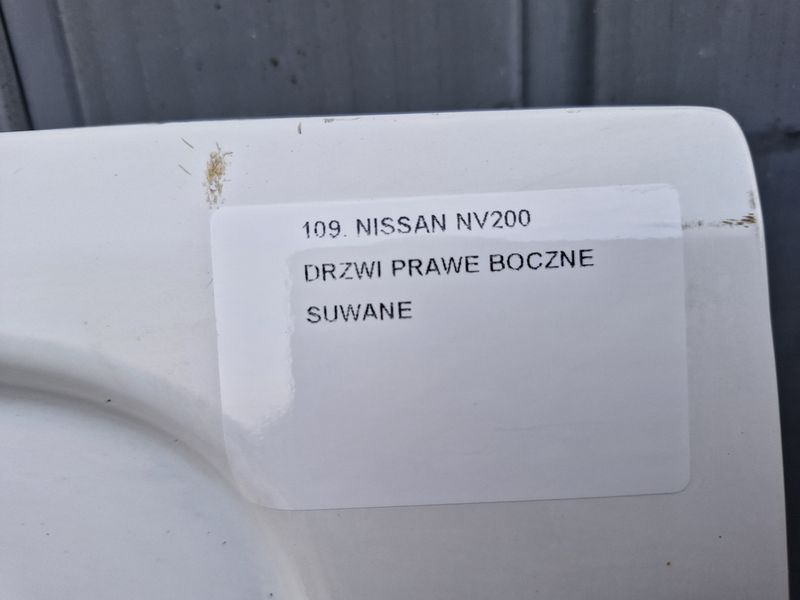 109. NISSAN NV200
DRZWI PRAWE BOCZNE
SUWANE